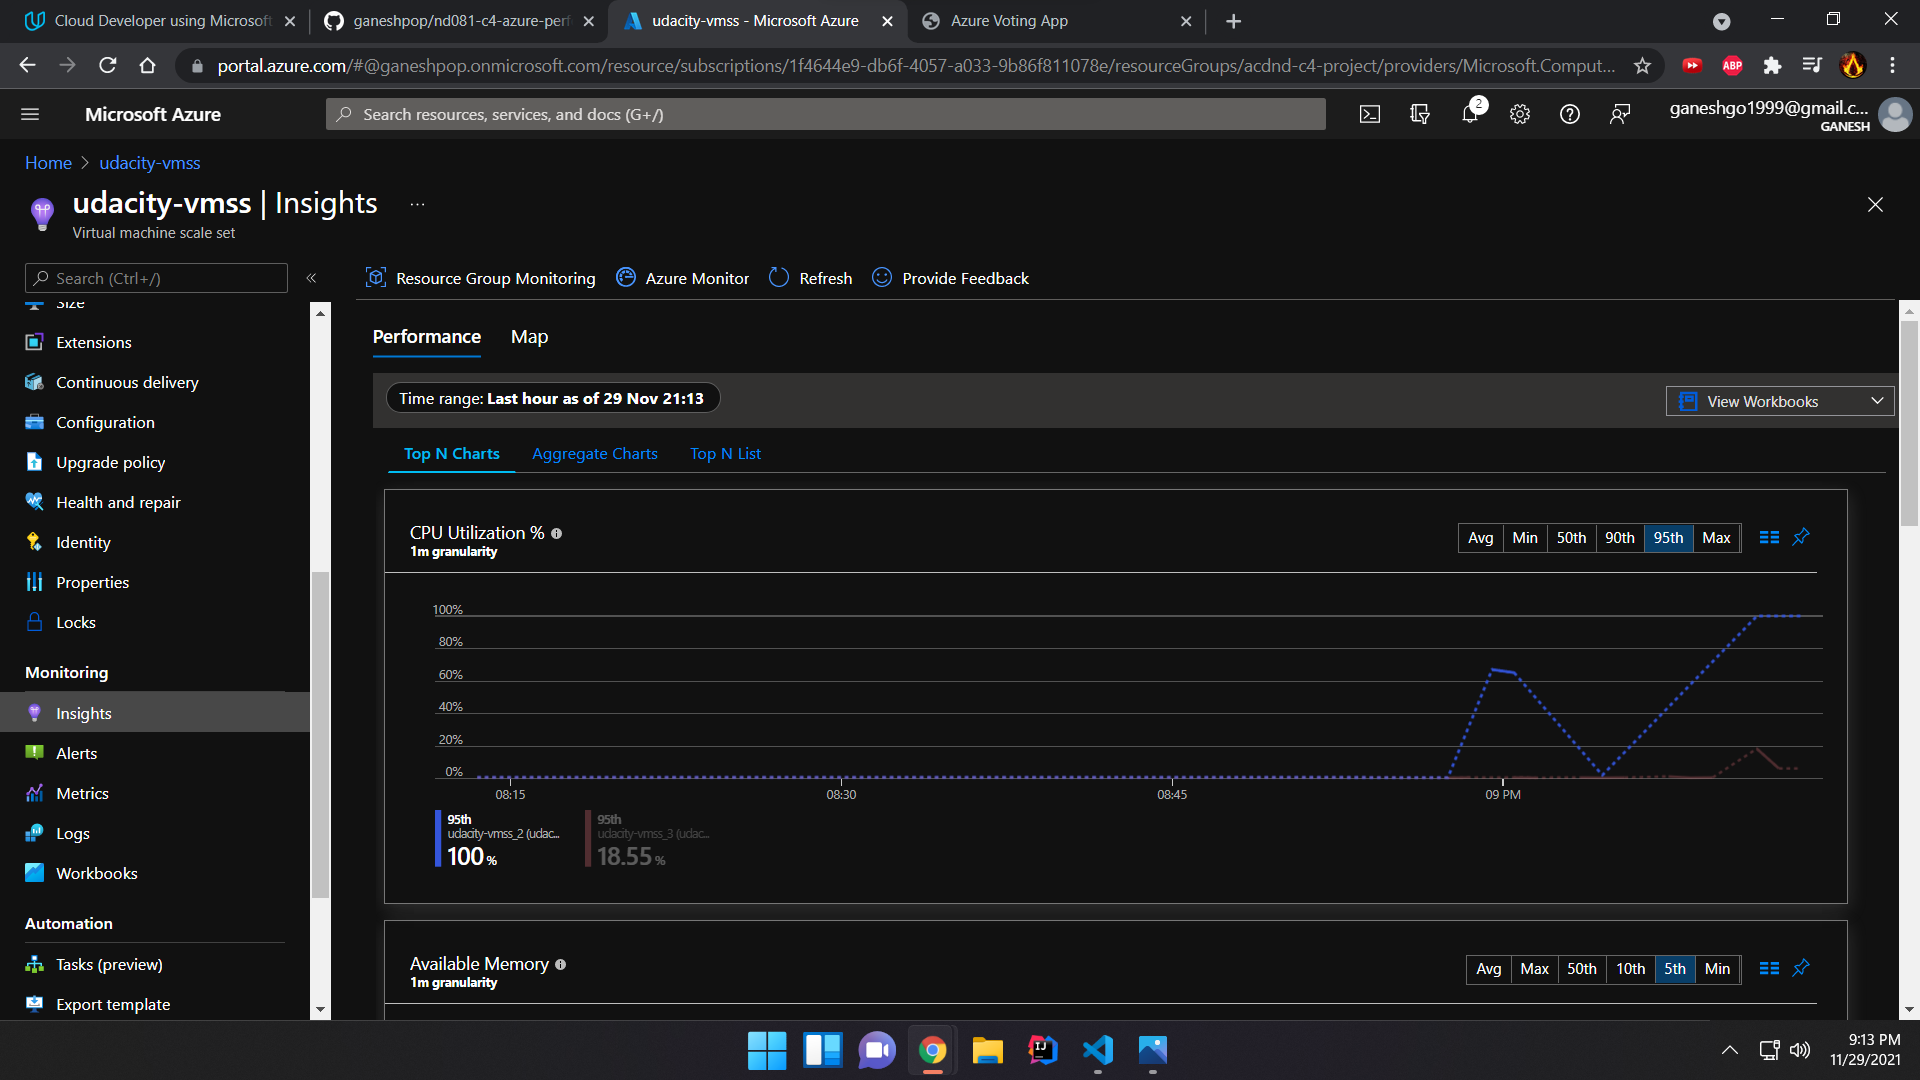 Cloud Developer using Microsoft
ganeshpop/nd081-c4-azure-perf
udacity-vmss - Microsoft Azure
Azure Voting App
portal.azure.com/#@ganeshpop.onmicrosoft.com/resource/subscriptions/1f4644e9-db6f-4057-a033-9b86f811078e/resourceGroups/acdnd-c4-project/providers/Microsoft.Comput...
ABP
Microsoft Azure
Search resources, services, and docs (G+/)
2
ganeshgo1999@gmail.c...
GANESH
Home > udacity-vmss
udacity-vmss | Insights ...
Virtual machine scale set
Search (Ctrl+/)
«
Resource Group Monitoring
Azure Monitor
Refresh
Provide Feedback
Size
Extensions
Continuous delivery
Configuration
Upgrade policy
Health and repair
Identity
Properties
Locks
Monitoring
Insights
Alerts
Metrics
Logs
Workbooks
Automation
Tasks (preview)
Export template
Performance
Map
Time range: Last hour as of 29 Nov 21:13
View Workbooks
Top N Charts
Aggregate Charts
Top N List
CPU Utilization %
1m granularity
Avg Min 50th 90th 95th Max
100%
80%
60%
40%
20%
0%
08:15
08:30
08:45
09 PM
95th
udacity-vmss_2 (udac...
100 %
95th
udacity-vmss_3 (udac...
18.55 %
Available Memory
1m granularity
Avg Max 50th 10th 5th Min
IJ
9:13 PM
11/29/2021